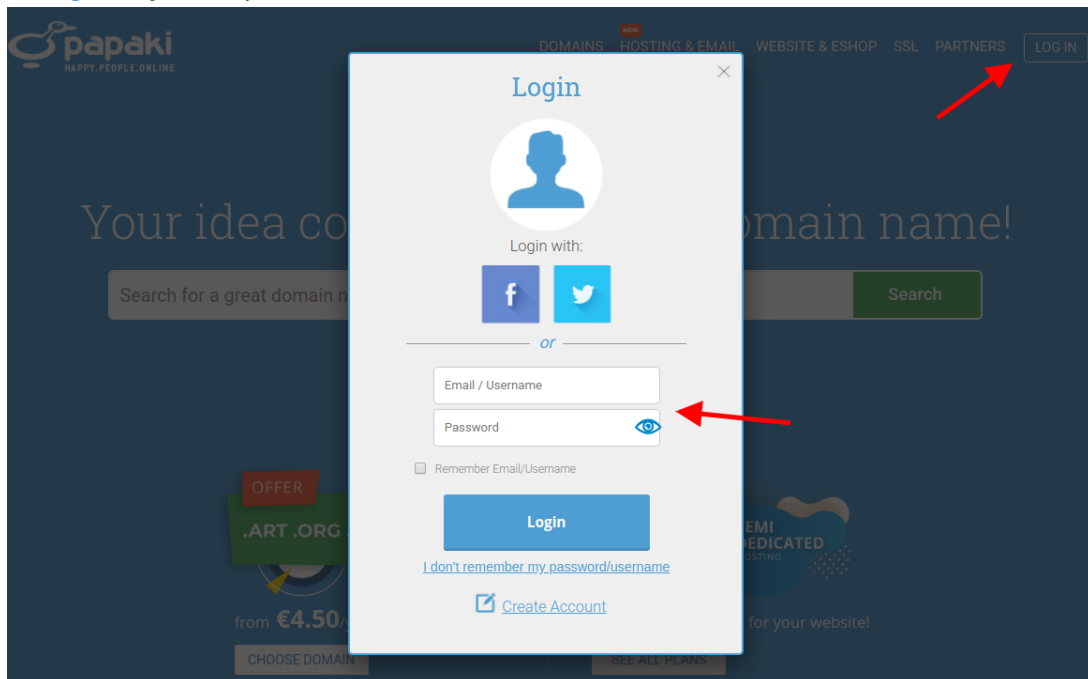 papaki
HAPPY.PEOPLE.ONLINE
NEW
DOMAINS HOSTING & EMAIL WEBSITE & ESHOP SSL PARTNERS LOG IN
Login
Your idea co
omain name!
Login with:
Search for a great domain n
Search
or
Email / Username
Password
Remember Email/Username
OFFER
.ART .ORG
Login
EMI
DEDICATED
HOSTING
I don't remember my password/username
Create Account
from €4.50/
for your website!
CHOOSE DOMAIN
SEE ALL PLANS